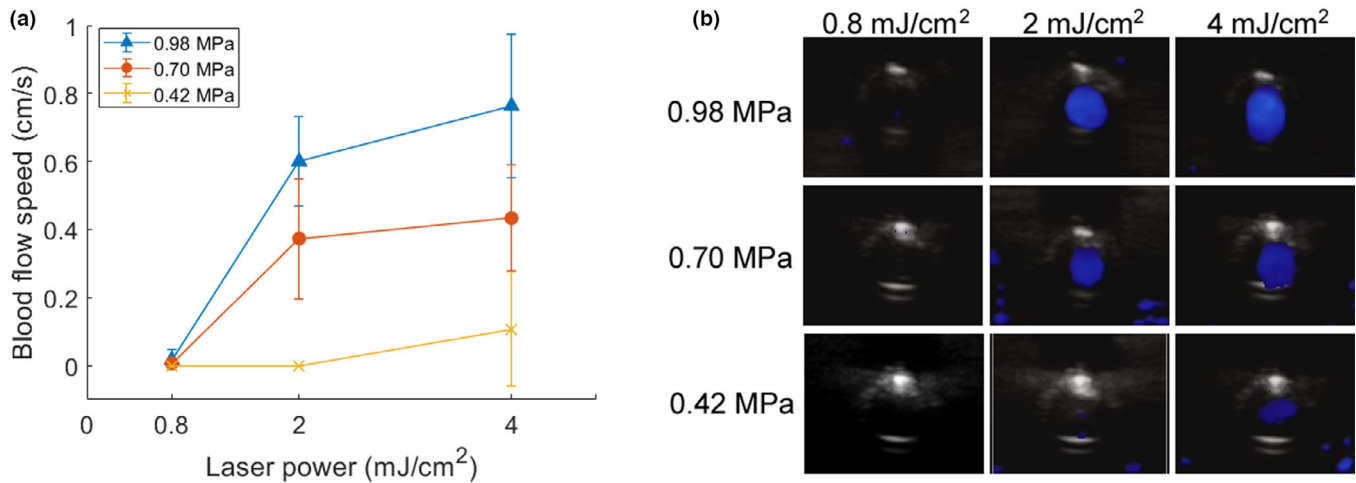 (a)
1
0.8
0.6
0.4
0.2
0
Blood flow speed (cm/s)
0.98 MPa
0.70 MPa
0.42 MPa
0 0.8 2 4
Laser power (mJ/cm²)
(b)
0.8 mJ/cm² 2 mJ/cm² 4 mJ/cm²
0.98 MPa
0.70 MPa
0.42 MPa